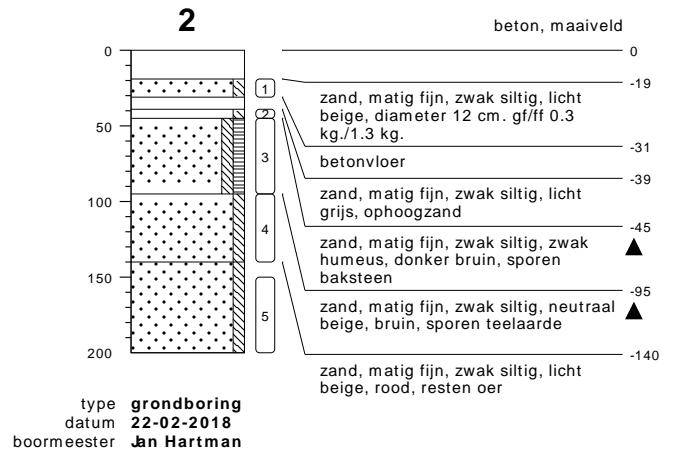 2
beton, maaiveld
0
0
-19
1
zand, matig fijn, zwak siltig, licht
beige, diameter 12 cm. gf/ff 0.3
kg./1.3 kg.
-31
betonvloer
-39
2
50
zand, matig fijn, zwak siltig, licht
grijs, ophoogzand
-45
3
zand, matig fijn, zwak siltig, zwak
humeus, donker bruin, sporen
baksteen
-95
100
4
zand, matig fijn, zwak siltig, neutraal
beige, bruin, sporen teelaarde
-140
150
5
zand, matig fijn, zwak siltig, licht
beige, rood, resten oer
200
type grondboring
datum 22-02-2018
boormeester Jan Hartman